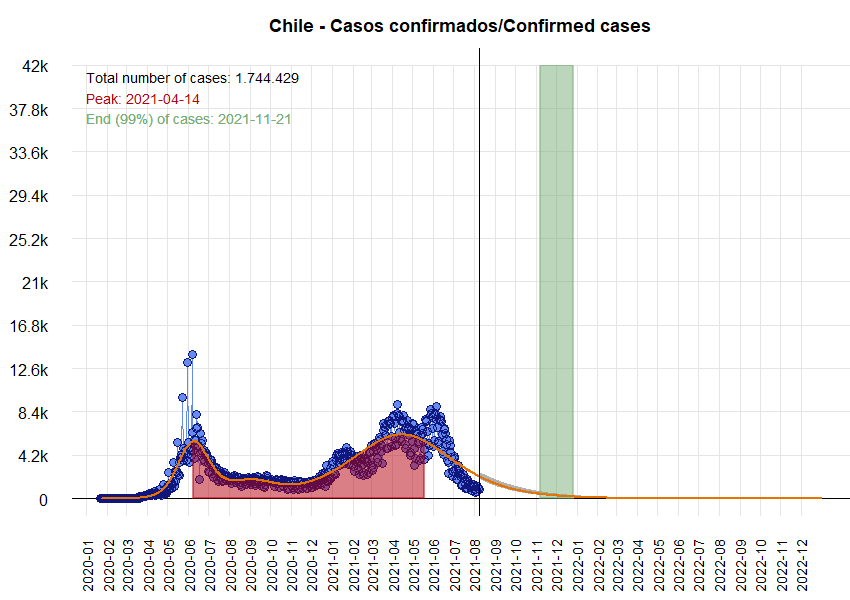 Chile - Casos confirmados/Confirmed cases
Total number of cases: 1.744.429
Peak: 2021-04-14
End (99%) of cases: 2021-11-21
42k
37.8k
33.6k
29.4k
25.2k
21k
16.8k
12.6k
8.4k
4.2k
0
2020-01
2020-02
2020-03
2020-04
2020-05
2020-06
2020-07
2020-08
2020-09
2020-10
2020-11
2020-12
2021-01
2021-02
2021-03
2021-04
2021-05
2021-06
2021-07
2021-08
2021-09
2021-10
2021-11
2021-12
2022-02
2022-03
2022-04
2022-05
2022-06
2022-07
2022-08
2022-09
2022-10
2022-11
2022-12